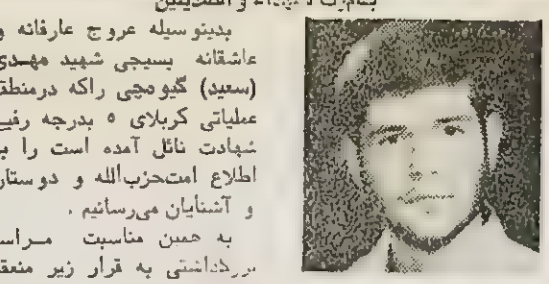 بدینوسیله عروج عارفانه و
عاشقانه بسیجی شهید مهدی
(سعید) گیومچی راکه درمنطقه
عملیاتی کربلای ۵ بدرجه رفیع
شهادت نائل آمده است را به
اطلاع امت‌حزب‌الله و دوستان
و آشنایان می‌رسانیم .
به همین مناسبت مراسم
بزرگداشتی به قرار زیر منعقد